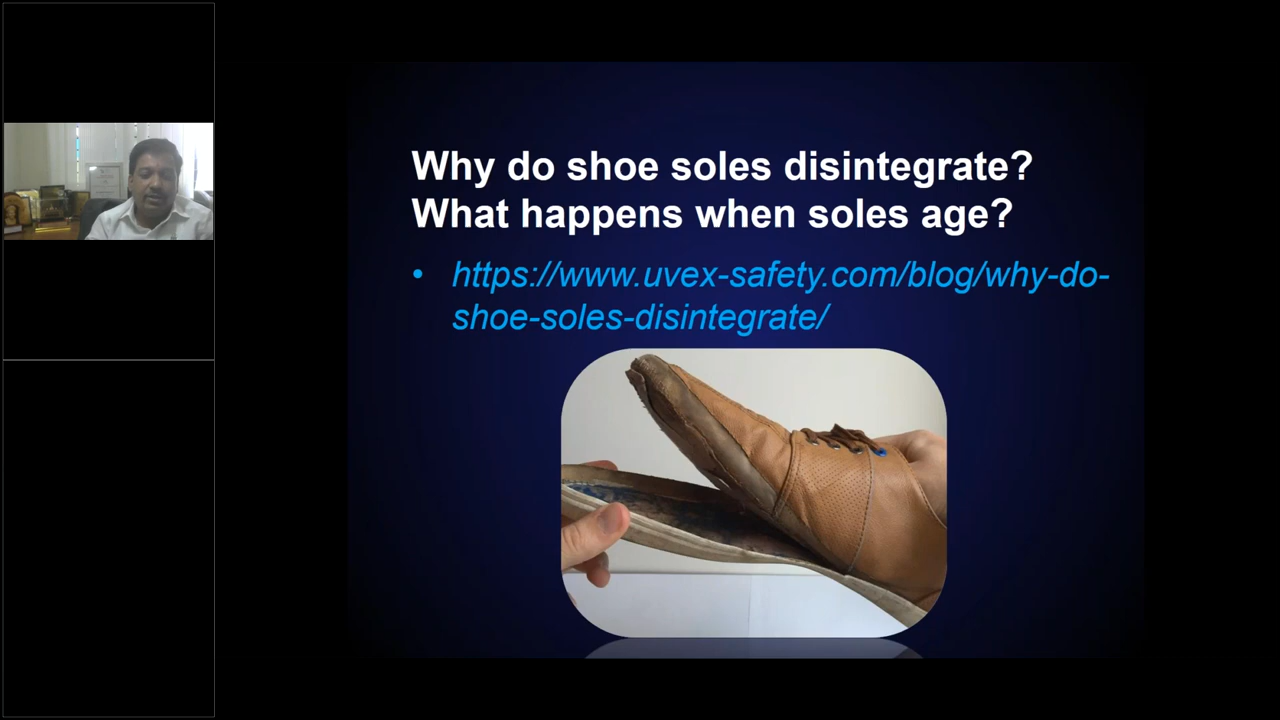 Why do shoe soles disintegrate?
What happens when soles age?
• https://www.uvex-safety.com/blog/why-do-
shoe-soles-disintegrate/